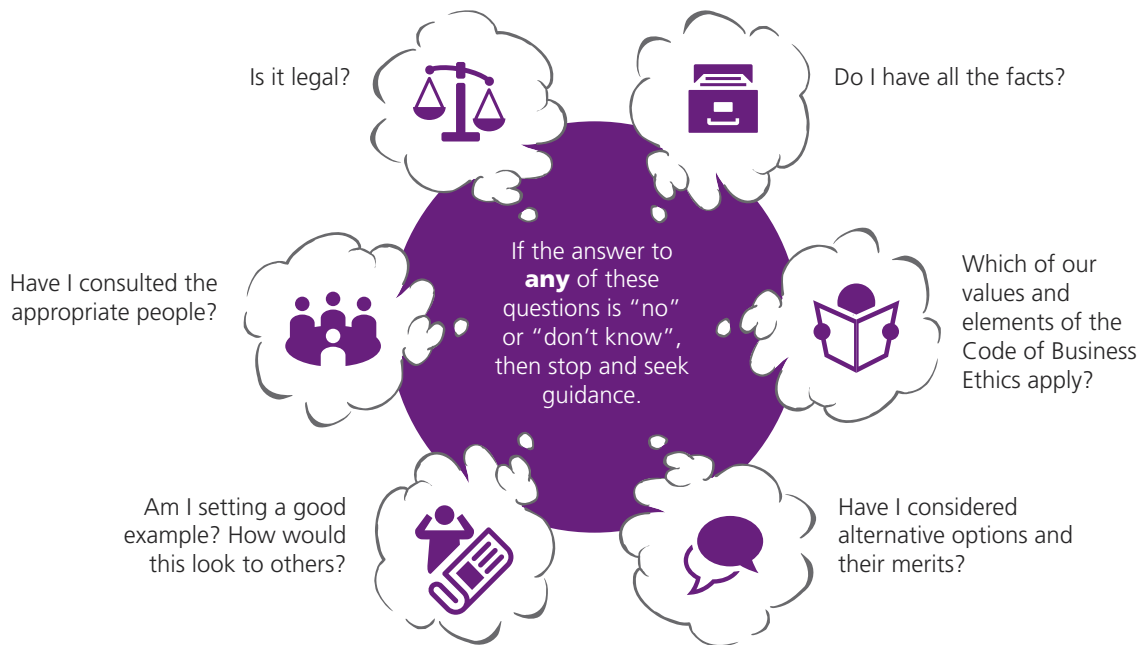 Is it legal?
Do I have all the facts?
If the answer to
any of these
questions is “no”
or “don’t know”,
then stop and seek
guidance.
Have I consulted the
appropriate people?
Which of our
values and
elements of the
Code of Business
Ethics apply?
Am I setting a good
example? How would
this look to others?
Have I considered
alternative options and
their merits?